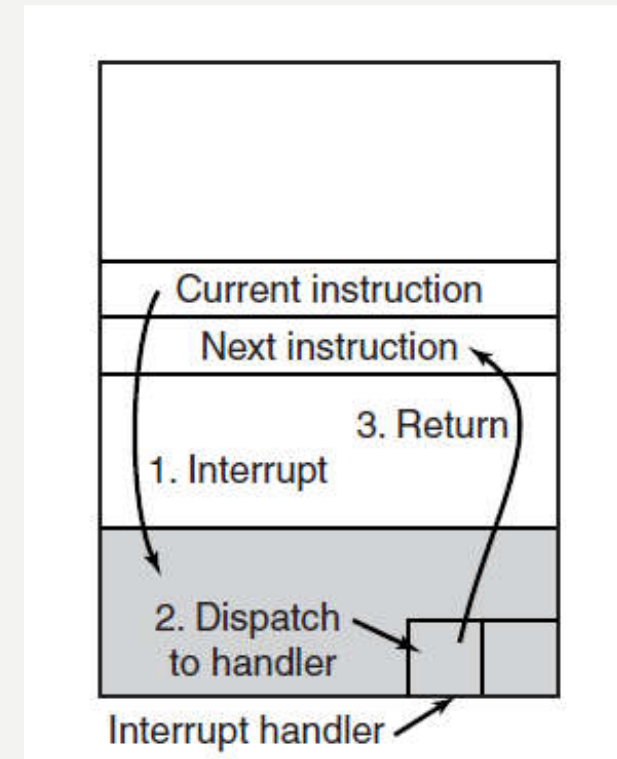 Current instruction
Next instruction
3. Return
1. Interrupt
2. Dispatch
to handler
Interrupt handler